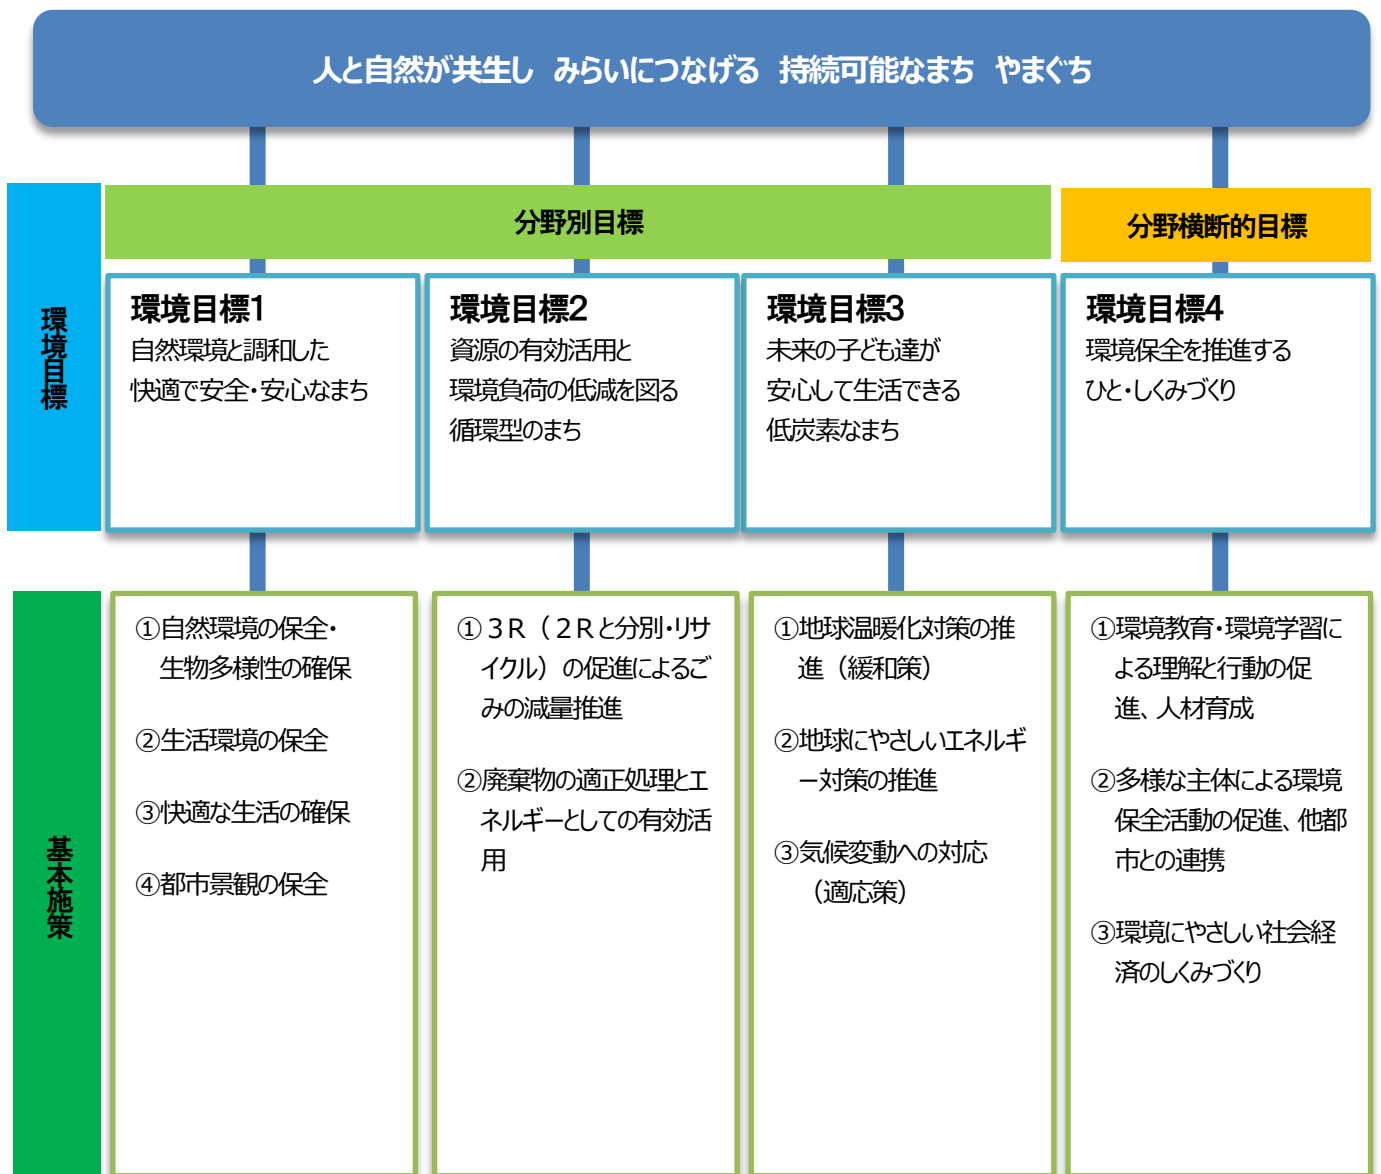 人と自然が共生し　みらいにつなげる　持続可能なまち　やまぐち
環境目標
分野別目標
分野横断的目標
環境目標1
自然環境と調和した
快適で安全・安心なまち
環境目標2
資源の有効活用と
環境負荷の低減を図る
循環型のまち
環境目標3
未来の子ども達が
安心して生活できる
低炭素なまち
環境目標4
環境保全を推進する
ひと・しくみづくり
基本施策
①自然環境の保全・
生物多様性の確保
②生活環境の保全
③快適な生活の確保
④都市景観の保全
①３Ｒ（２Ｒと分別・リサ
イクル）の促進によるご
みの減量推進
②廃棄物の適正処理とエ
ネルギーとしての有効活
用
①地球温暖化対策の推
進（緩和策）
②地球にやさしいエネルギ
ー対策の推進
③気候変動への対応
（適応策）
①環境教育・環境学習に
よる理解と行動の促
進、人材育成
②多様な主体による環境
保全活動の促進、他都
市との連携
③環境にやさしい社会経
済のしくみづくり